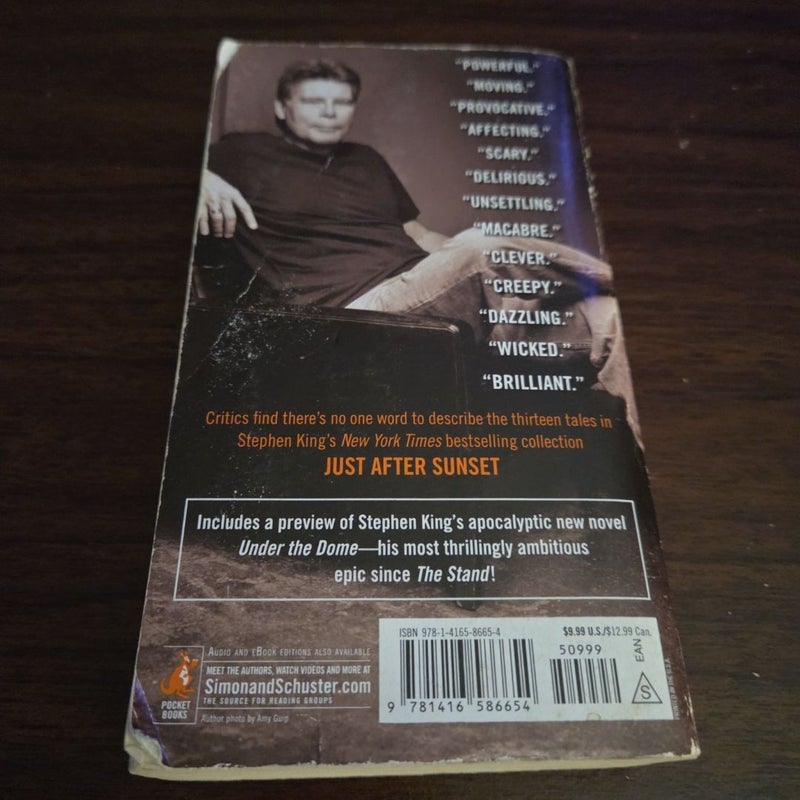 "POWERFUL."
"MOVING."
"PROVOCATIVE."
"AFFECTING."
"SCARY."
"DELIRIOUS."
"UNSETTLING."
"MACABRE."
"CLEVER."
"CREEPY."
"DAZZLING."
"WICKED."
"BRILLIANT."
Critics find there's no one word to describe the thirteen tales in
Stephen King's New York Times bestselling collection
JUST AFTER SUNSET
Includes a preview of Stephen King's apocalyptic new novel
Under the Dome—his most thrillingly ambitious
epic since The Stand!
AUDIO AND EBOOK EDITIONS ALSO AVAILABLE
MEET THE AUTHORS, WATCH VIDEOS AND MORE AT
SimonandSchuster.com
THE SOURCE FOR READING GROUPS
POCKET
BOOKS
Author photo by Amy Guip
ISBN 978-1-4165-8665-4
$9.99 U.S./$12.99 Can.
50999
EAN
S
9 781416 586654